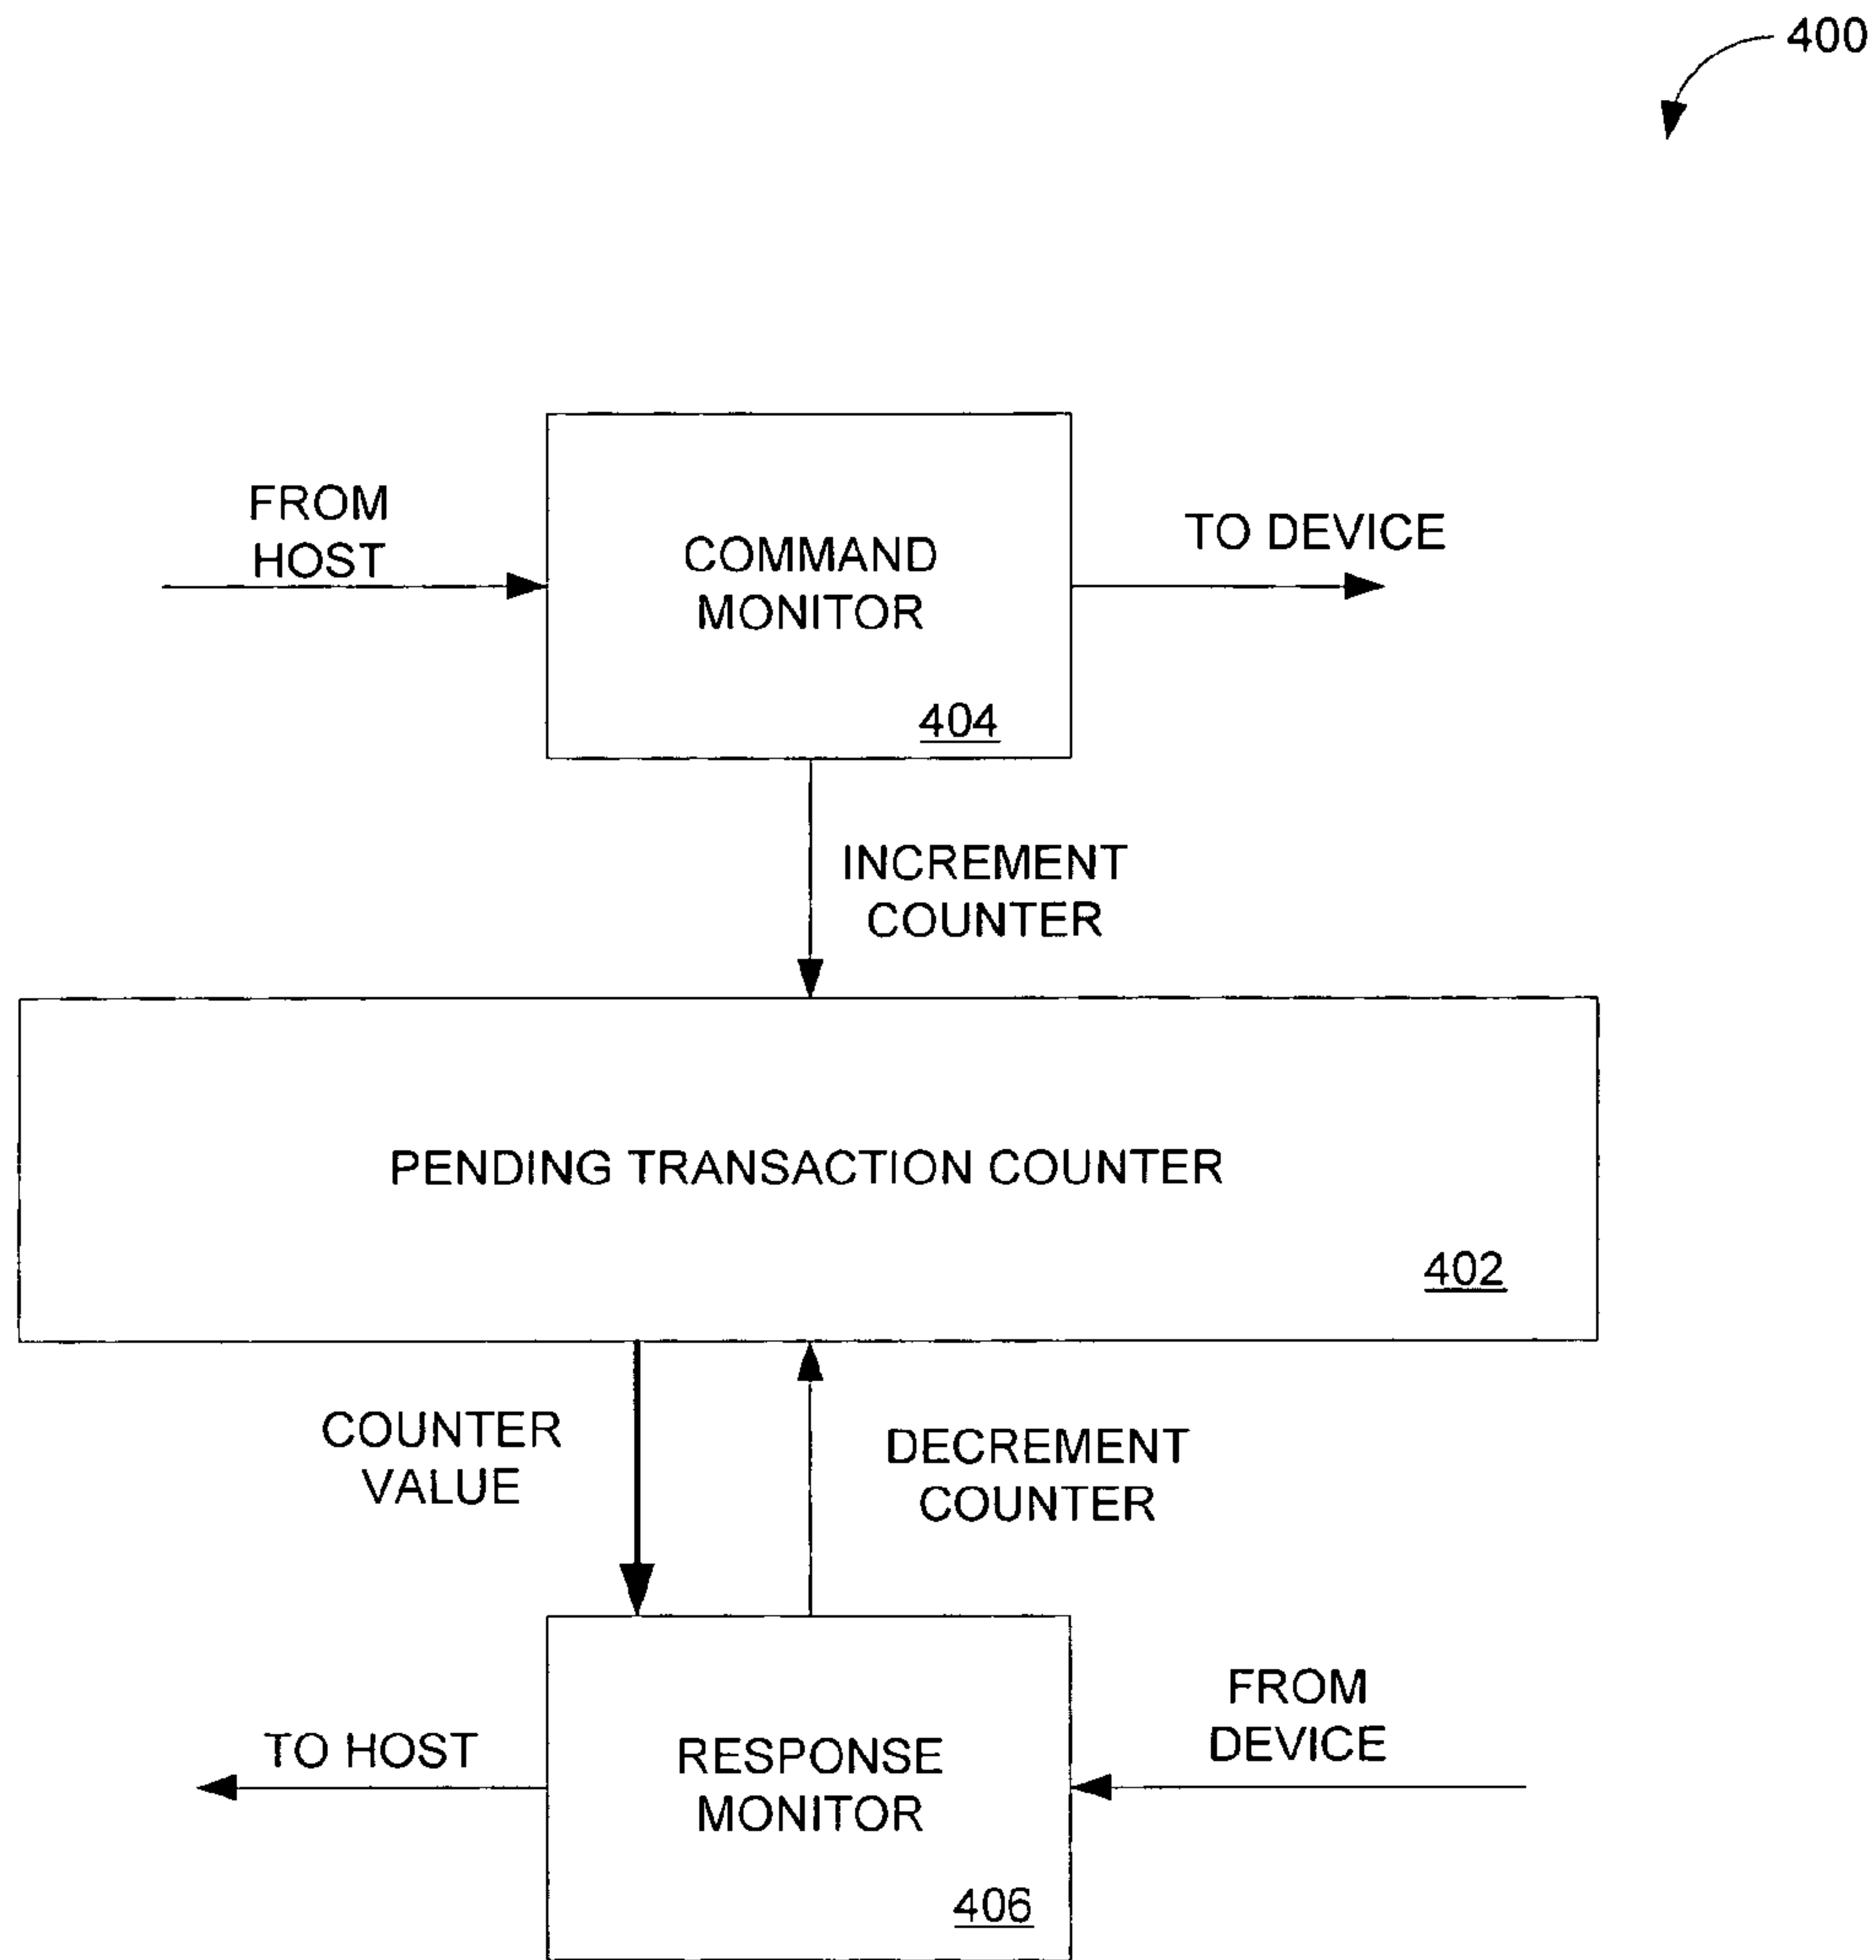 400
FROM
HOST
COMMAND
MONITOR
404
TO DEVICE
INCREMENT
COUNTER
PENDING TRANSACTION COUNTER
402
COUNTER
VALUE
DECREMENT
COUNTER
TO HOST
RESPONSE
MONITOR
406
FROM
DEVICE